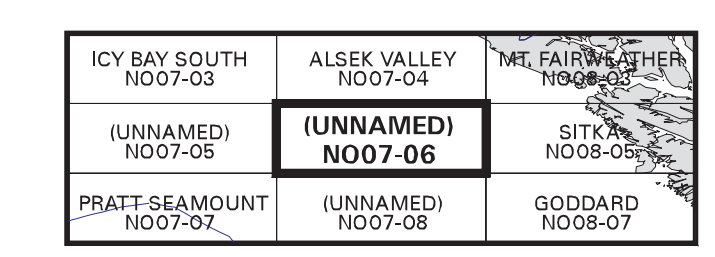 ICY BAY SOUTH
NO07-03
ALSEK VALLEY
NO07-04
MT. FAIRWEATHER
NO08-03
(UNNAMED)
NO07-05
(UNNAMED)
NO07-06
SITKA
NO08-05
PRATT SEAMOUNT
NO07-07
(UNNAMED)
NO07-08
GODDARD
NO08-07